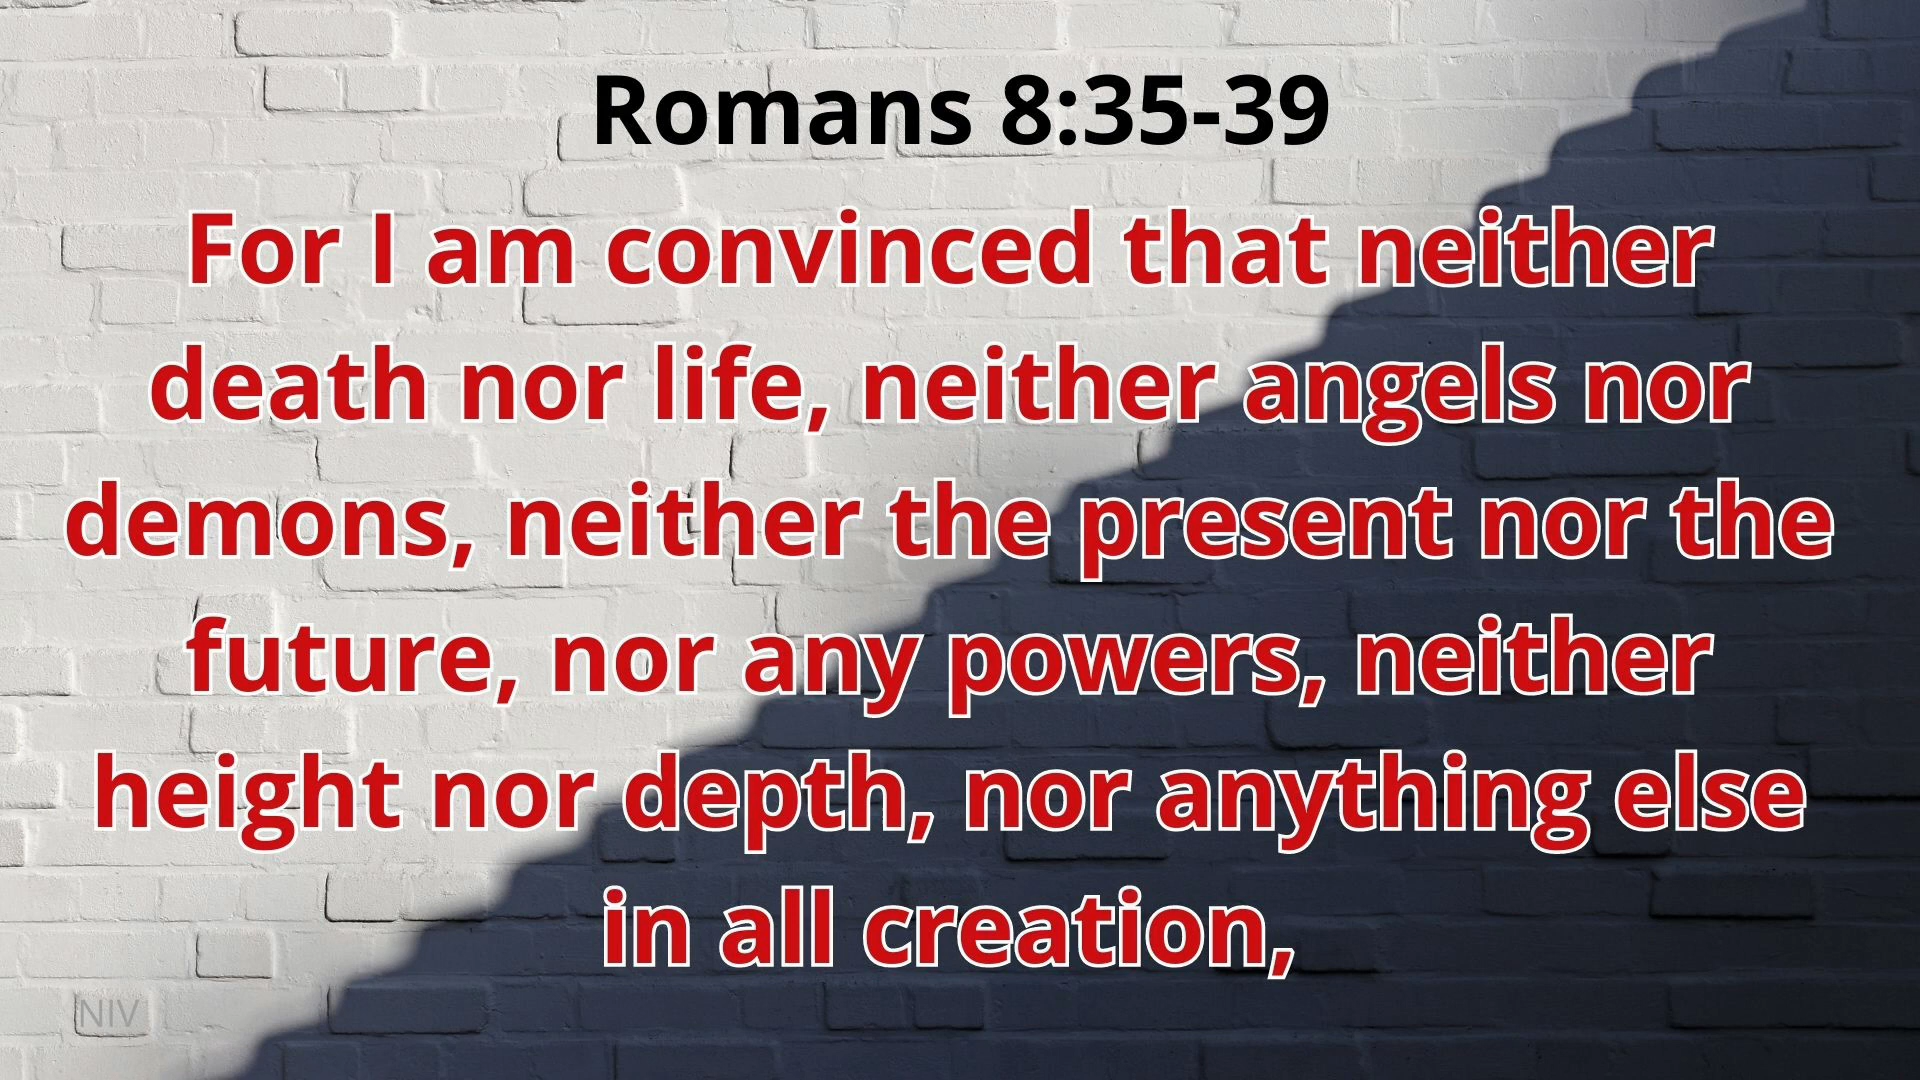 Romans 8:35-39
For I am convinced that neither
death nor life, neither angels nor
demons, neither the present nor the
future, nor any powers, neither
height nor depth, nor anything else
in all creation,
NIV